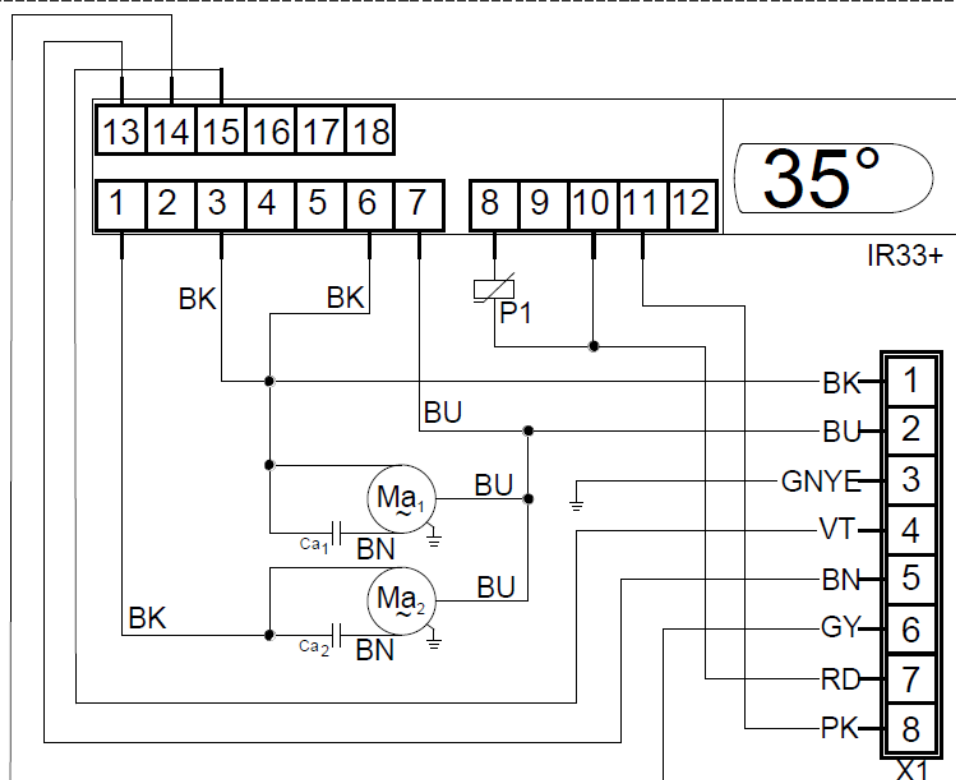 13 14 15 16 17 18
1 2 3 4 5 6 7 8 9 10 11 12
35°
IR33+
BK BK P1
BK 1
BU BU 2
Ma1 ~ BU GNYE 3
Ca1 BN VT 4
Ma2 ~ BU BN 5
BK Ca2 BN GY 6
RD 7
PK 8
X1